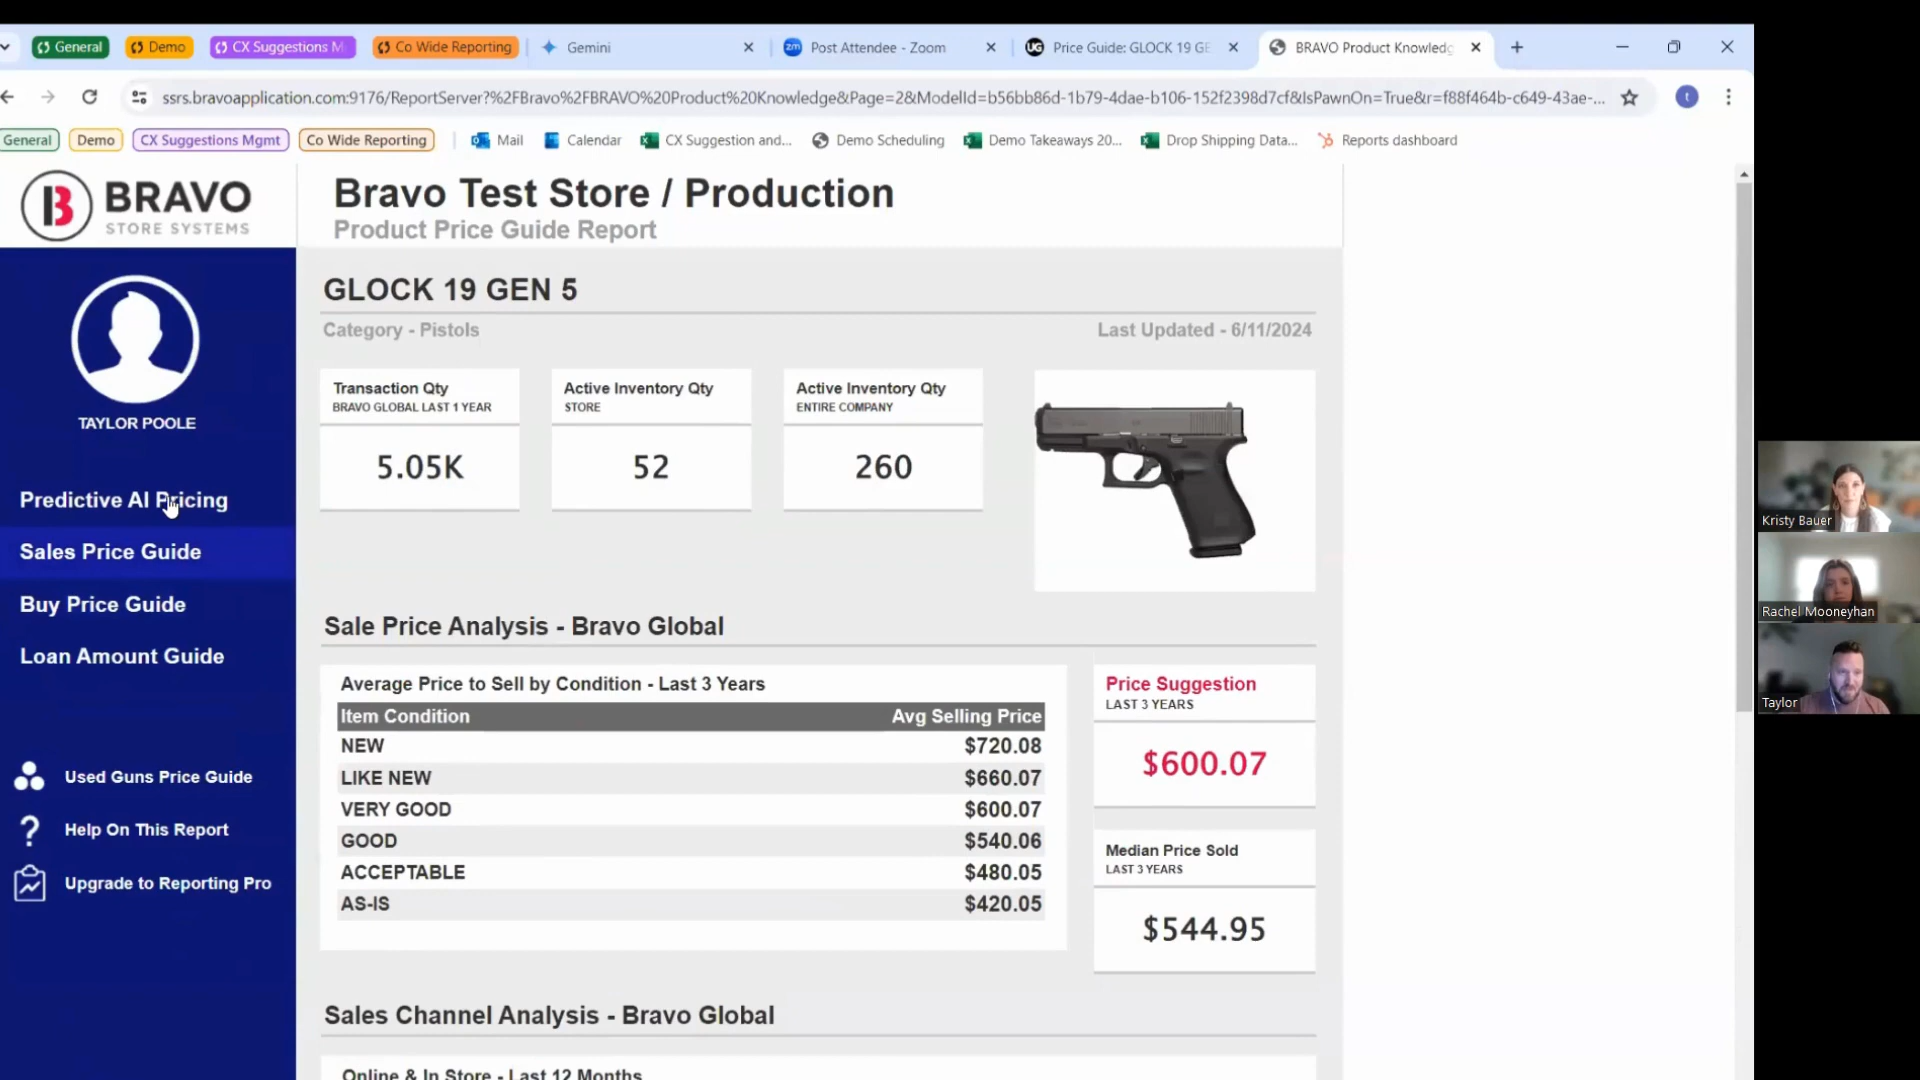 General
Demo
CX Suggestions M
Co Wide Reporting
Gemini
zm
Post Attendee - Zoom
UG
Price Guide: GLOCK 19 GE
BRAVO Product Knowledg
ssrs.bravoapplication.com:9176/ReportServer?%2FBravo%2FBRAVO%20Product%20Knowledge&Page=2&ModelId=b56bb86d-1b79-4dae-b106-152f2398d7cf&IsPawnOn=True&r=f88f464b-c649-43ae-...
t
General
Demo
CX Suggestions Mgmt
Co Wide Reporting
Mail
Calendar
CX Suggestion and...
Demo Scheduling
Demo Takeaways 20...
Drop Shipping Data...
Reports dashboard
B
BRAVO
STORE SYSTEMS
Bravo Test Store / Production
Product Price Guide Report
TAYLOR POOLE
Predictive AI Pricing
Sales Price Guide
Buy Price Guide
Loan Amount Guide
Used Guns Price Guide
? Help On This Report
Upgrade to Reporting Pro
GLOCK 19 GEN 5
Category - Pistols
Last Updated - 6/11/2024
Transaction Qty
BRAVO GLOBAL LAST 1 YEAR
5.05K
Active Inventory Qty
STORE
52
Active Inventory Qty
ENTIRE COMPANY
260
Sale Price Analysis - Bravo Global
Average Price to Sell by Condition - Last 3 Years
Item Condition Avg Selling Price
NEW $720.08
LIKE NEW $660.07
VERY GOOD $600.07
GOOD $540.06
ACCEPTABLE $480.05
AS-IS $420.05
Price Suggestion
LAST 3 YEARS
$600.07
Median Price Sold
LAST 3 YEARS
$544.95
Sales Channel Analysis - Bravo Global
Online & In Store - Last 12 Months
Kristy Bauer
Rachel Mooneyhan
Taylor